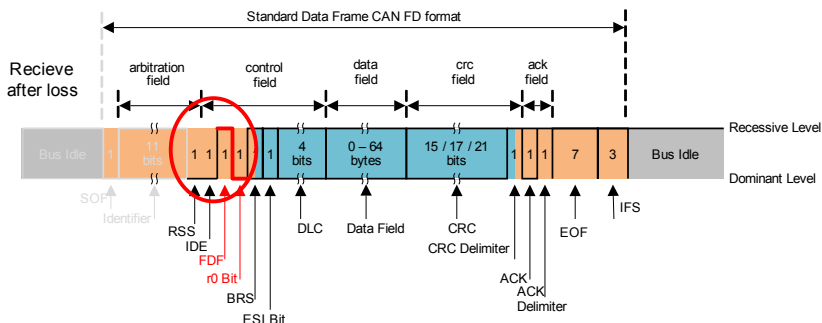 Standard Data Frame CAN FD format
Recieve
after loss
arbitration
field
control
field
data
field
crc
field
ack
field
Recessive Level
Bus Idle
1
11
bits
1
1
1
1
1
1
4
bits
0 – 64
bytes
15 / 17 / 21
bits
1
1
1
7
3
Bus Idle
Dominant Level
SOF
Identifier
RSS
IDE
FDF
r0 Bit
BRS
ESI Bit
DLC
Data Field
CRC
CRC Delimiter
ACK
ACK
Delimiter
EOF
IFS